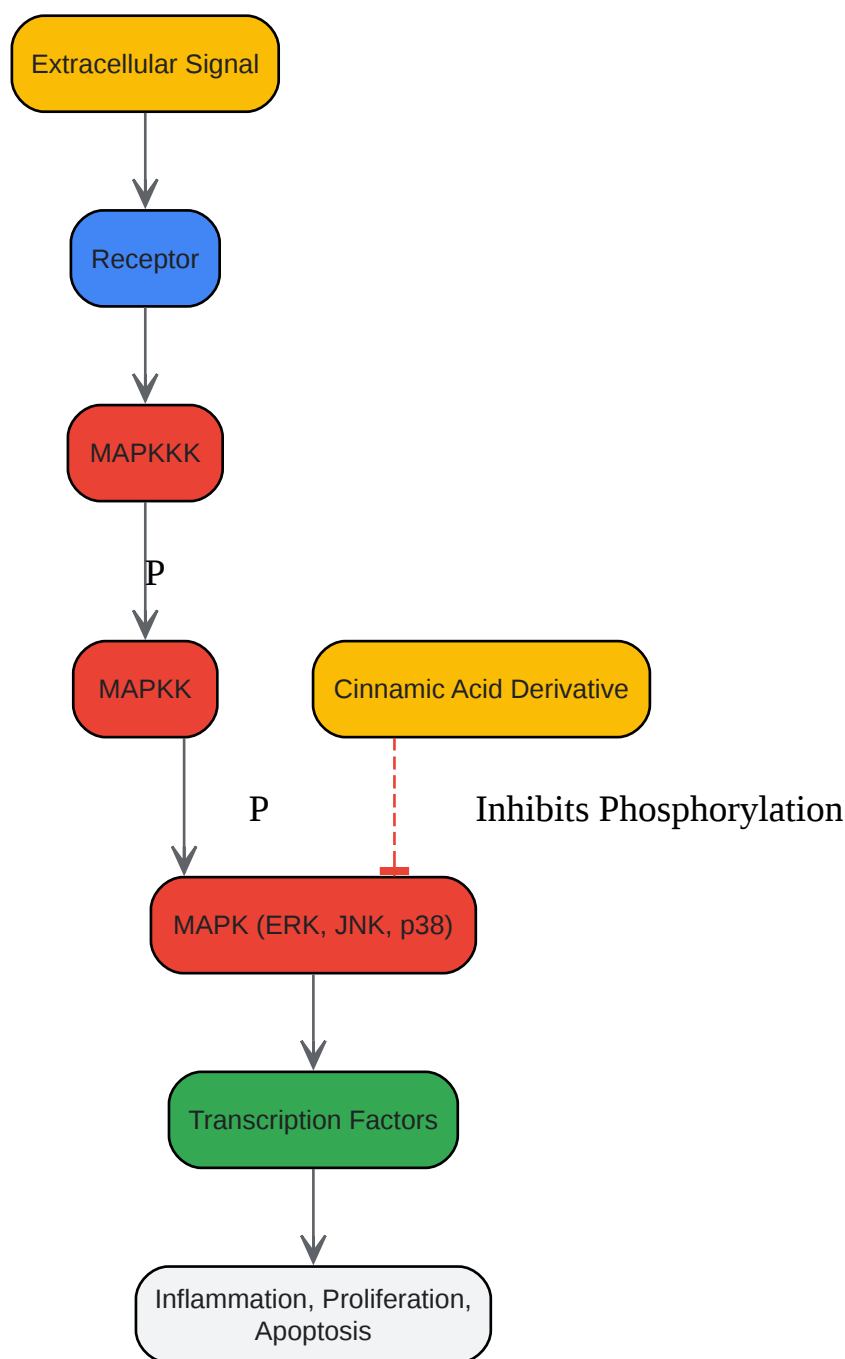 Extracellular Signal
Receptor
MAPKKK
P
MAPKK
Cinnamic Acid Derivative
P
Inhibits Phosphorylation
MAPK (ERK, JNK, p38)
Transcription Factors
Inflammation, Proliferation,
Apoptosis